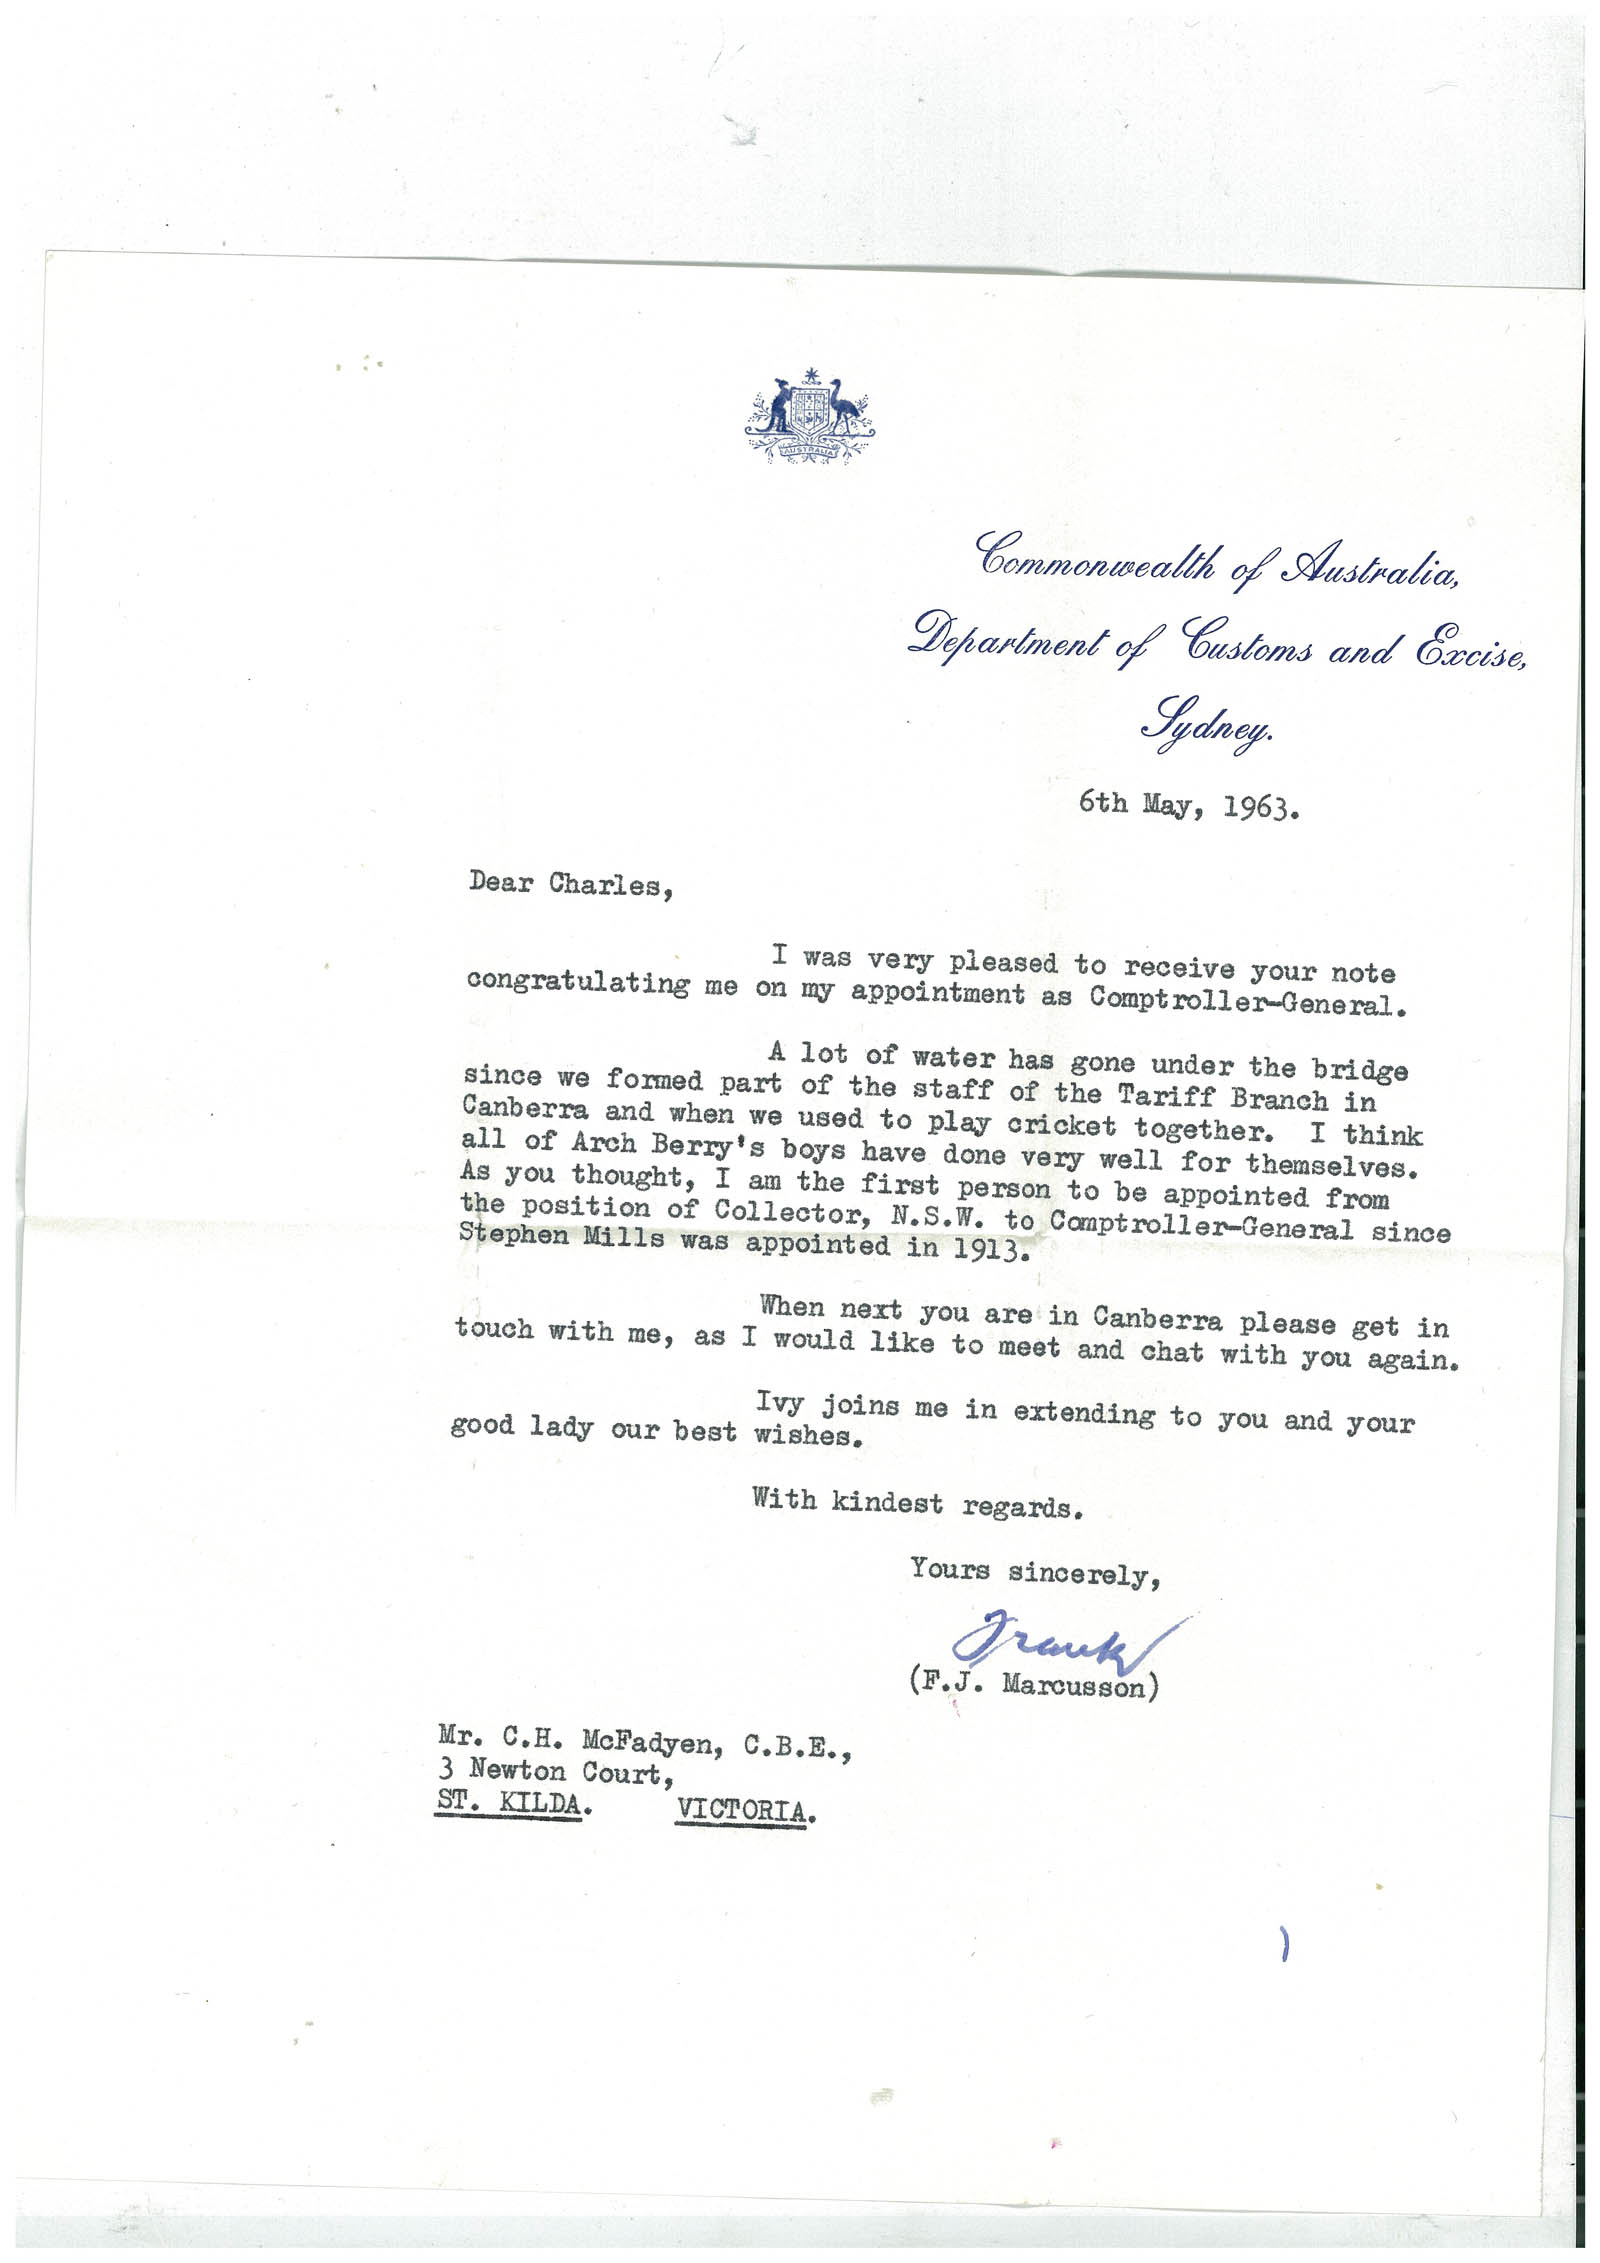 AUSTRALIA
Commonwealth of Australia,
Department of Customs and Excise,
Sydney.
6th May, 1963.
Dear Charles,
I was very pleased to receive your note
congratulating me on my appointment as Comptroller-General.
A lot of water has gone under the bridge
since we formed part of the staff of the Tariff Branch in
Canberra and when we used to play cricket together. I think
all of Arch Berry's boys have done very well for themselves.
As you thought, I am the first person to be appointed from
the position of Collector, N.S.W. to Comptroller-General since
Stephen Mills was appointed in 1913.
When next you are in Canberra please get in
touch with me, as I would like to meet and chat with you again.
Ivy joins me in extending to you and your
good lady our best wishes.
With kindest regards.
Yours sincerely,
Frank
(F.J. Marcusson)
Mr. C.H. McFadyen, C.B.E.,
3 Newton Court,
ST. KILDA. VICTORIA.